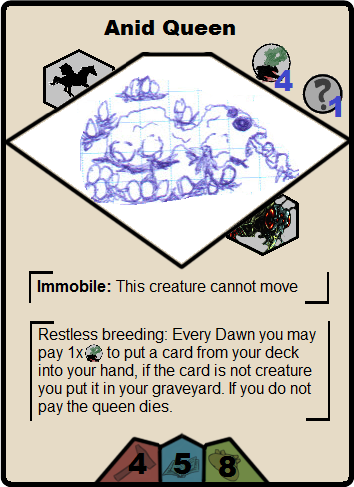 Anid Queen
4
?
1
Immobile: This creature cannot move
Restless breeding: Every Dawn you may
pay 1x to put a card from your deck
into your hand, if the card is not creature
you put it in your graveyard. If you do not
pay the queen dies.
4 5 8